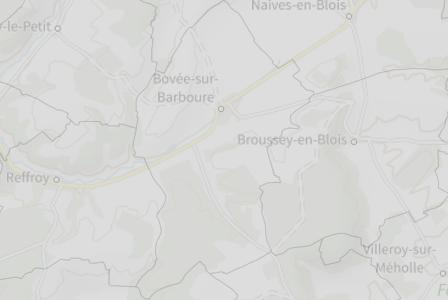 Naives-en-Blois
y-le-Petit
Bovée-sur-
Barboure
Broussey-en-Blois
Reffroy
Villeroy-sur-
Méholle